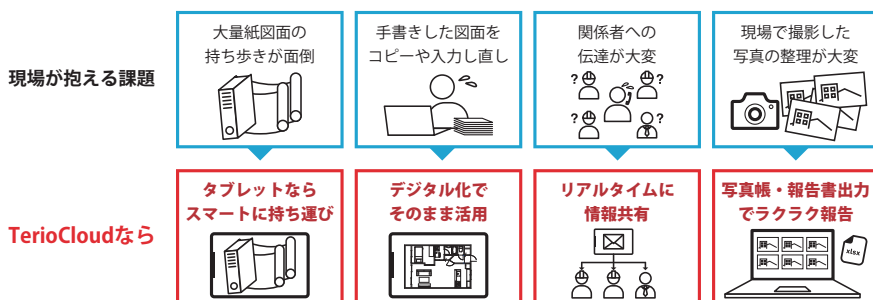 現場が抱える課題
大量紙図面の
持ち歩きが面倒
手書きした図面を
コピーや入力し直し
関係者への
伝達が大変
? ?
? ?
現場で撮影した
写真の整理が大変
TerioCloudなら
タブレットなら
スマートに持ち運び
デジタル化で
そのまま活用
リアルタイムに
情報共有
写真帳・報告書出力
でラクラク報告
xlsx